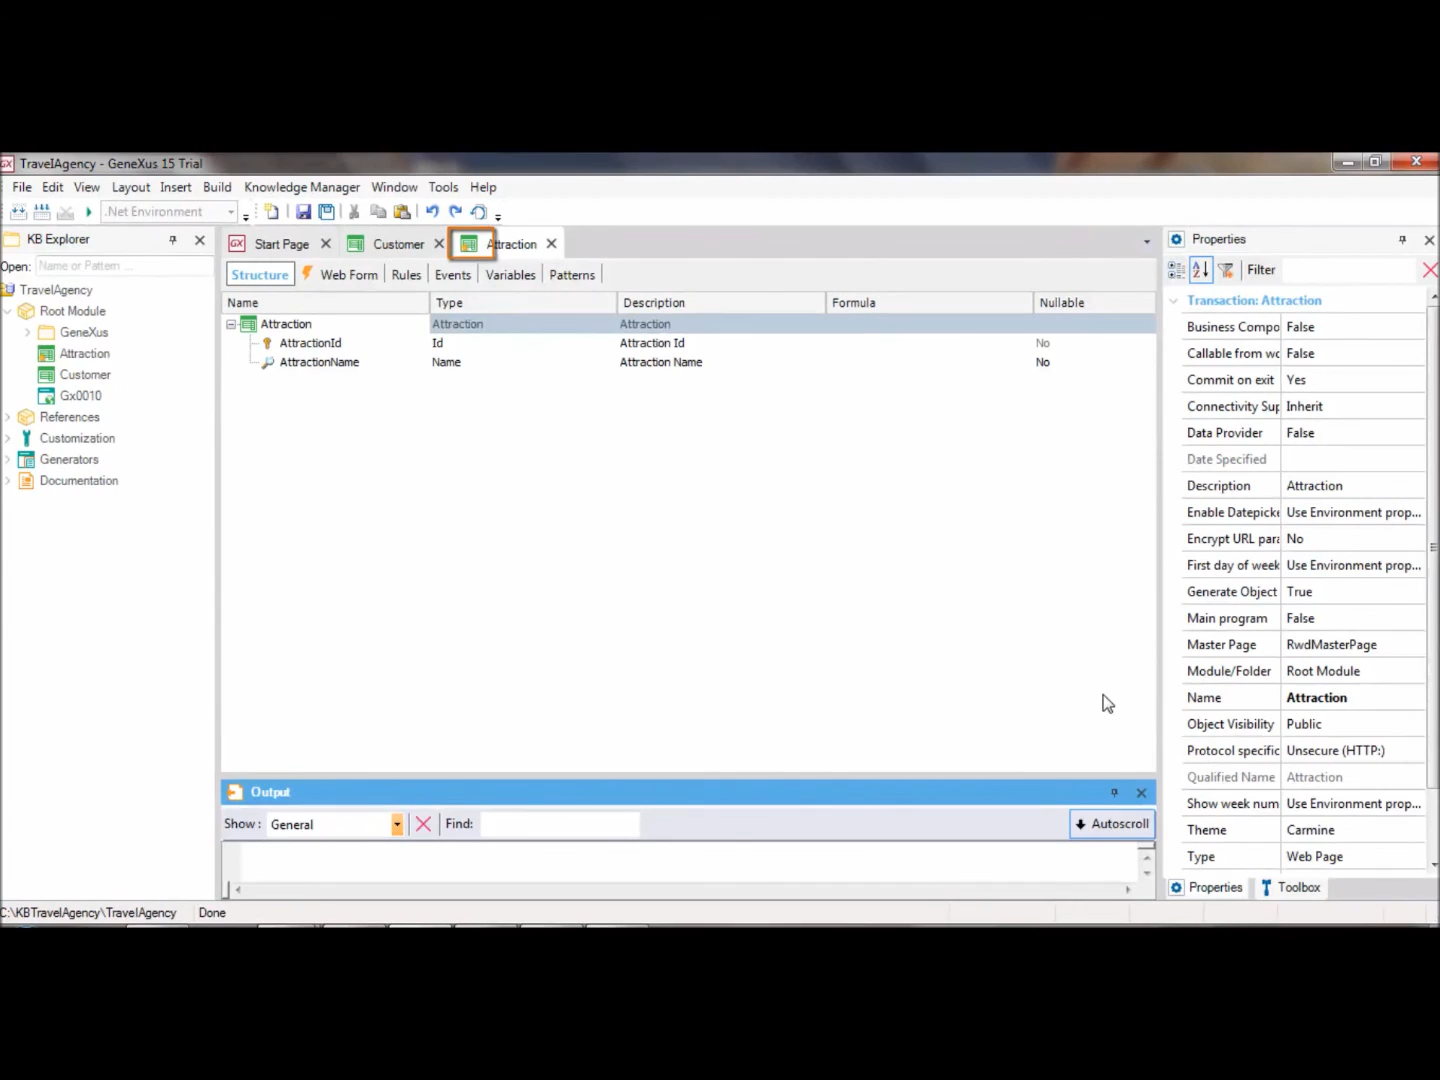 TravelAgency - GeneXus 15 Trial
File Edit View Layout Insert Build Knowledge Manager Window Tools Help
.Net Environment
KB Explorer
Open: Name or Pattern ...
TravelAgency
Root Module
GeneXus
Attraction
Customer
Gx0010
References
Customization
Generators
Documentation
GX Start Page Customer Attraction
Structure Web Form Rules Events Variables Patterns
Name Type Description Formula Nullable
Attraction Attraction Attraction
AttractionId Id Attraction Id No
AttractionName Name Attraction Name No
Output
Show: General Find: Autoscroll
Properties
Filter
Transaction: Attraction
Business Compo False
Callable from wo False
Commit on exit Yes
Connectivity Sup Inherit
Data Provider False
Date Specified
Description Attraction
Enable Datepicke Use Environment prop...
Encrypt URL para No
First day of week Use Environment prop...
Generate Object True
Main program False
Master Page RwdMasterPage
Module/Folder Root Module
Name Attraction
Object Visibility Public
Protocol specific Unsecure (HTTP:)
Qualified Name Attraction
Show week num Use Environment prop...
Theme Carmine
Type Web Page
Properties Toolbox
C:\KBTravelAgency\TravelAgency Done